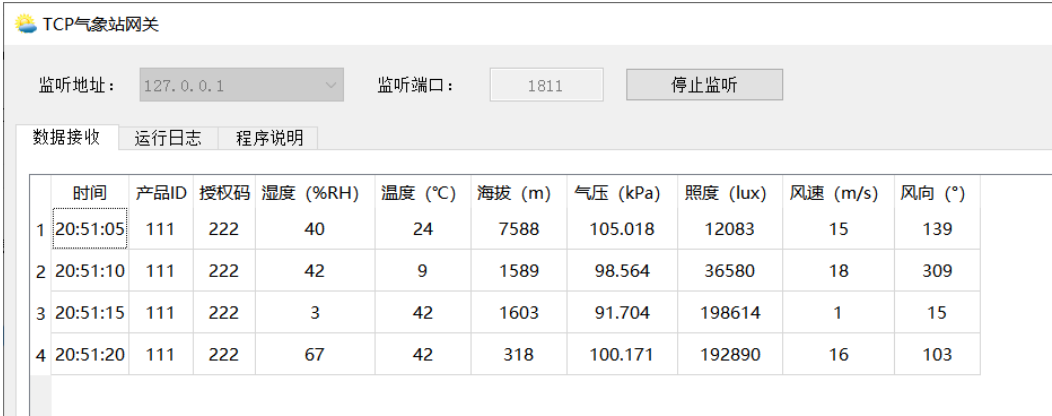 TCP气象站网关
监听地址： 127.0.0.1 监听端口： 1811 停止监听
数据接收 运行日志 程序说明
时间 产品ID 授权码 湿度（%RH） 温度（℃） 海拔（m） 气压（kPa） 照度（lux） 风速（m/s） 风向（°）
1 20:51:05 111 222 40 24 7588 105.018 12083 15 139
2 20:51:10 111 222 42 9 1589 98.564 36580 18 309
3 20:51:15 111 222 3 42 1603 91.704 198614 1 15
4 20:51:20 111 222 67 42 318 100.171 192890 16 103